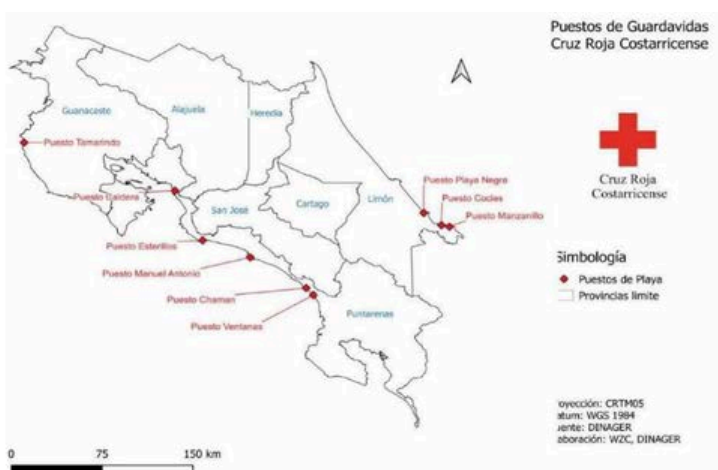 Puestos de Guardavidas
Cruz Roja Costarricense
Cruz Roja
Costarricense
Simbología
Puestos de Playa
Provincias limite
oyección: CRTM05
atum: WGS 1984
uente: DINAGER
aboración: WZC, DINAGER
Guanacaste
Alajuela
Heredia
Puesto Tamarindo
Puesto Caldera
San José
Cartago
Limón
Puesto Playa Negra
Puesto Cocles
Puesto Manzanillo
Puesto Esterillos
Puesto Manuel Antonio
Puesto Chaman
Puesto Ventanas
Puntarenas
0 75 150 km